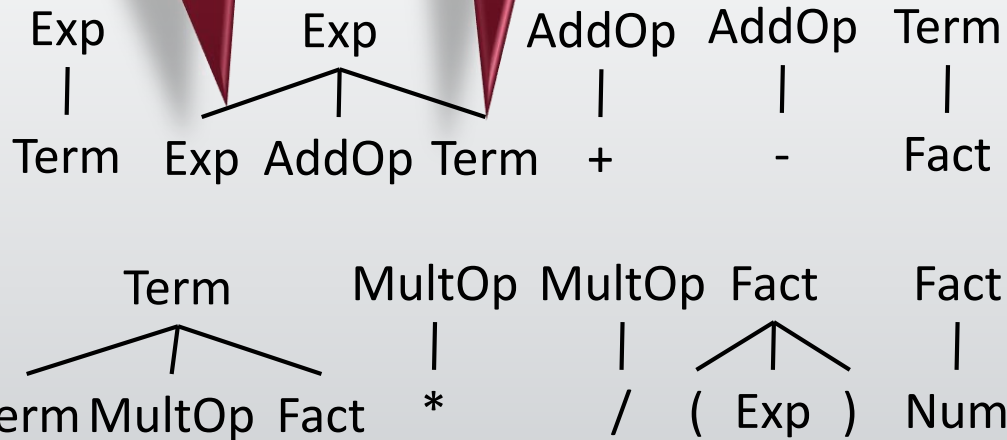 Exp Exp AddOp AddOp Term
Term Exp AddOp Term + - Fact
Term MultOp MultOp Fact Fact
erm MultOp Fact * / ( Exp ) Num